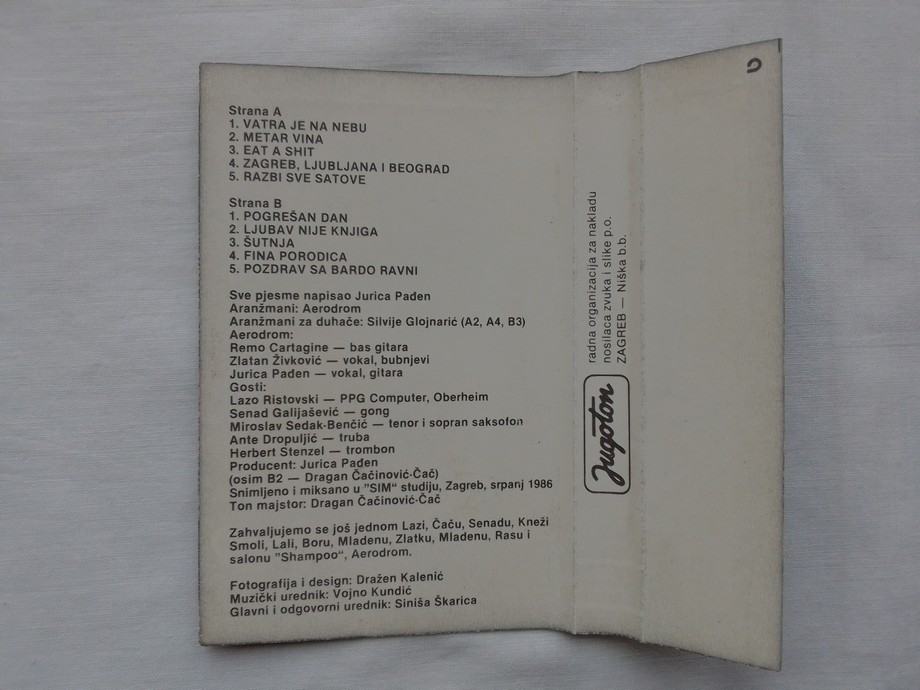 Strana A
1. VATRA JE NA NEBU
2. METAR VINA
3. EAT A SHIT
4. ZAGREB, LJUBLJANA I BEOGRAD
5. RAZBI SVE SATOVE
Strana B
1. POGREŠAN DAN
2. LJUBAV NIJE KNJIGA
3. ŠUTNJA
4. FINA PORODICA
5. POZDRAV SA BARDO RAVNI
Sve pjesme napisao Jurica Pađen
Aranžmani: Aerodrom
Aranžmani za duhače: Silvije Glojnarić (A2, A4, B3)
Aerodrom:
Remo Cartagine — bas gitara
Zlatan Živković — vokal, bubnjevi
Jurica Pađen — vokal, gitara
Gosti:
Lazo Ristovski — PPG Computer, Oberheim
Senad Galijašević — gong
Miroslav Sedak-Benčić — tenor i sopran saksofon
Ante Dropuljić — truba
Herbert Stenzel — trombon
Producent: Jurica Pađen
(osim B2 — Dragan Čačinović-Čač)
Snimljeno i miksano u "SIM" studiju, Zagreb, srpanj 1986
Ton majstor: Dragan Čačinović-Čač
Zahvaljujemo se još jednom Lazi, Čaču, Senadu, Kneži
Smoli, Lali, Boru, Mladenu, Zlatku, Mladenu, Rasu i
salonu "Shampoo", Aerodrom.
Fotografija i design: Dražen Kalenić
Muzički urednik: Vojno Kundić
Glavni i odgovorni urednik: Siniša Škarica
Jugoton
radna organizacija za nakladu
nosilaca zvuka i slike p.o.
ZAGREB — Niška b.b.